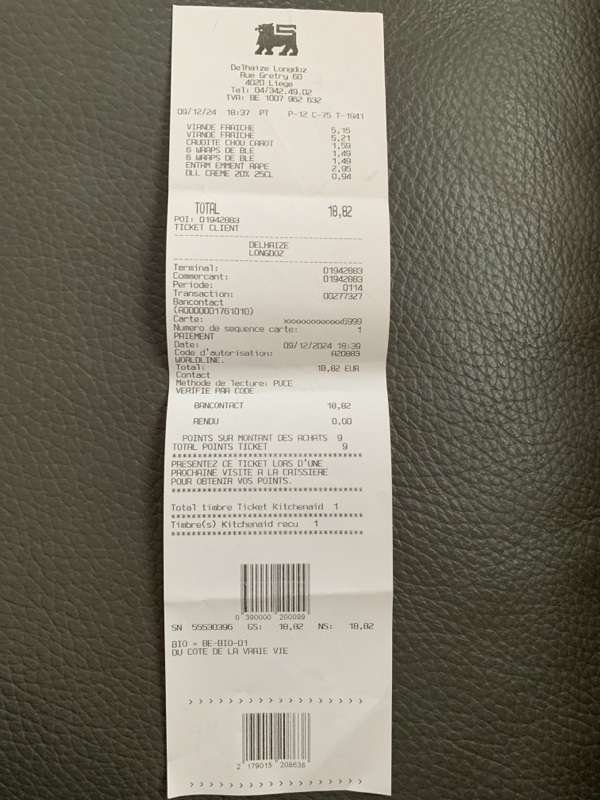 Delhaize Longdoz
Rue Gretry 60
4020 Liege
Tel: 04/342.49.02
TVA: BE 1007 962 632
09/12/24 18:37 PT P-12 C-75 T-1941
VIANDE FRAICHE 5,15
VIANDE FRAICHE 5,21
CRUDITE CHOU CAROT 1,59
6 WRAPS DE BLE 1,49
6 WRAPS DE BLE 1,49
ENTRM EMMENT RAPE 2,95
DLL CREME 20% 25CL 0,94
TOTAL 18,82
POI: 01942883
TICKET CLIENT
DELHAIZE
LONGDOZ
Terminal: 01942883
Commercant: 01942883
Periode: 0114
Transaction: 00277327
Bancontact
(A0000001761010)
Carte: xxxxxxxxxxxxx6999
Numero de sequence carte: 1
PAIEMENT
Date: 09/12/2024 18:39
Code d'autorisation: A2D883
WORLDLINE.
Total: 18,82 EUR
Contact
Methode de lecture: PUCE
VERIFIE PAR CODE
BANCONTACT 18,82
RENDU 0,00
POINTS SUR MONTANT DES ACHATS 9
TOTAL POINTS TICKET 9
************************************
PRESENTEZ CE TICKET LORS D'UNE
PROCHAINE VISITE A LA CAISSIERE
POUR OBTENIR VOS POINTS.
************************************
Total timbre Ticket Kitchenaid 1
************************************
Timbre(s) Kitchenaid recu 1
************************************
0 390000 200099
SN 55530396 GS: 18,82 NS: 18,82
BIO = BE-BIO-01
DU COTE DE LA VRAIE VIE
> > > > > > > > > > > > > >
2 179015 208638
> > > > > > > > > > > > > >